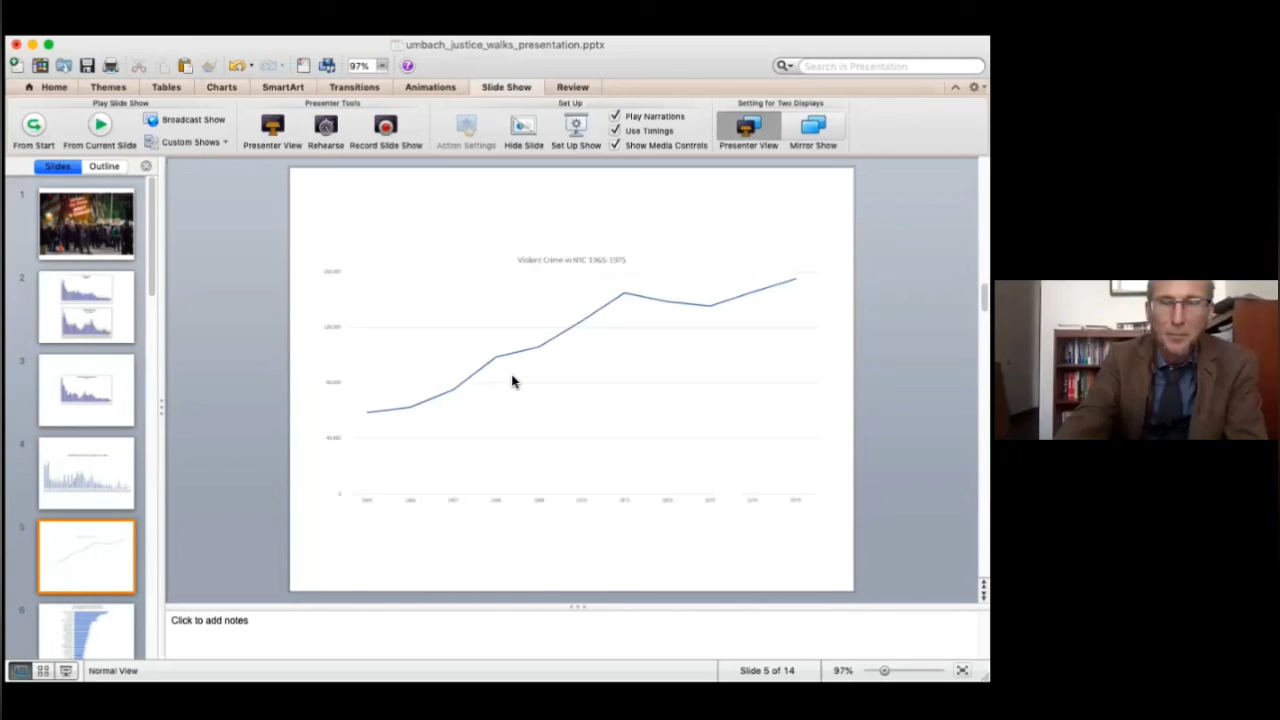 umbach_justice_walks_presentation.pptx
97%
Search in Presentation
Home Themes Tables Charts SmartArt Transitions Animations Slide Show Review
Play Slide Show Presenter Tools Set Up Setting for Two Displays
From Start From Current Slide Broadcast Show Custom Shows
Presenter View Rehearse Record Slide Show
Action Settings Hide Slide Set Up Show
Play Narrations
Use Timings
Show Media Controls
Presenter View Mirror Show
Slides Outline
1
2
3
4
5
6
Violent Crime in NYC 1965-1975
120,000
0
Click to add notes
Normal View Slide 5 of 14 97%